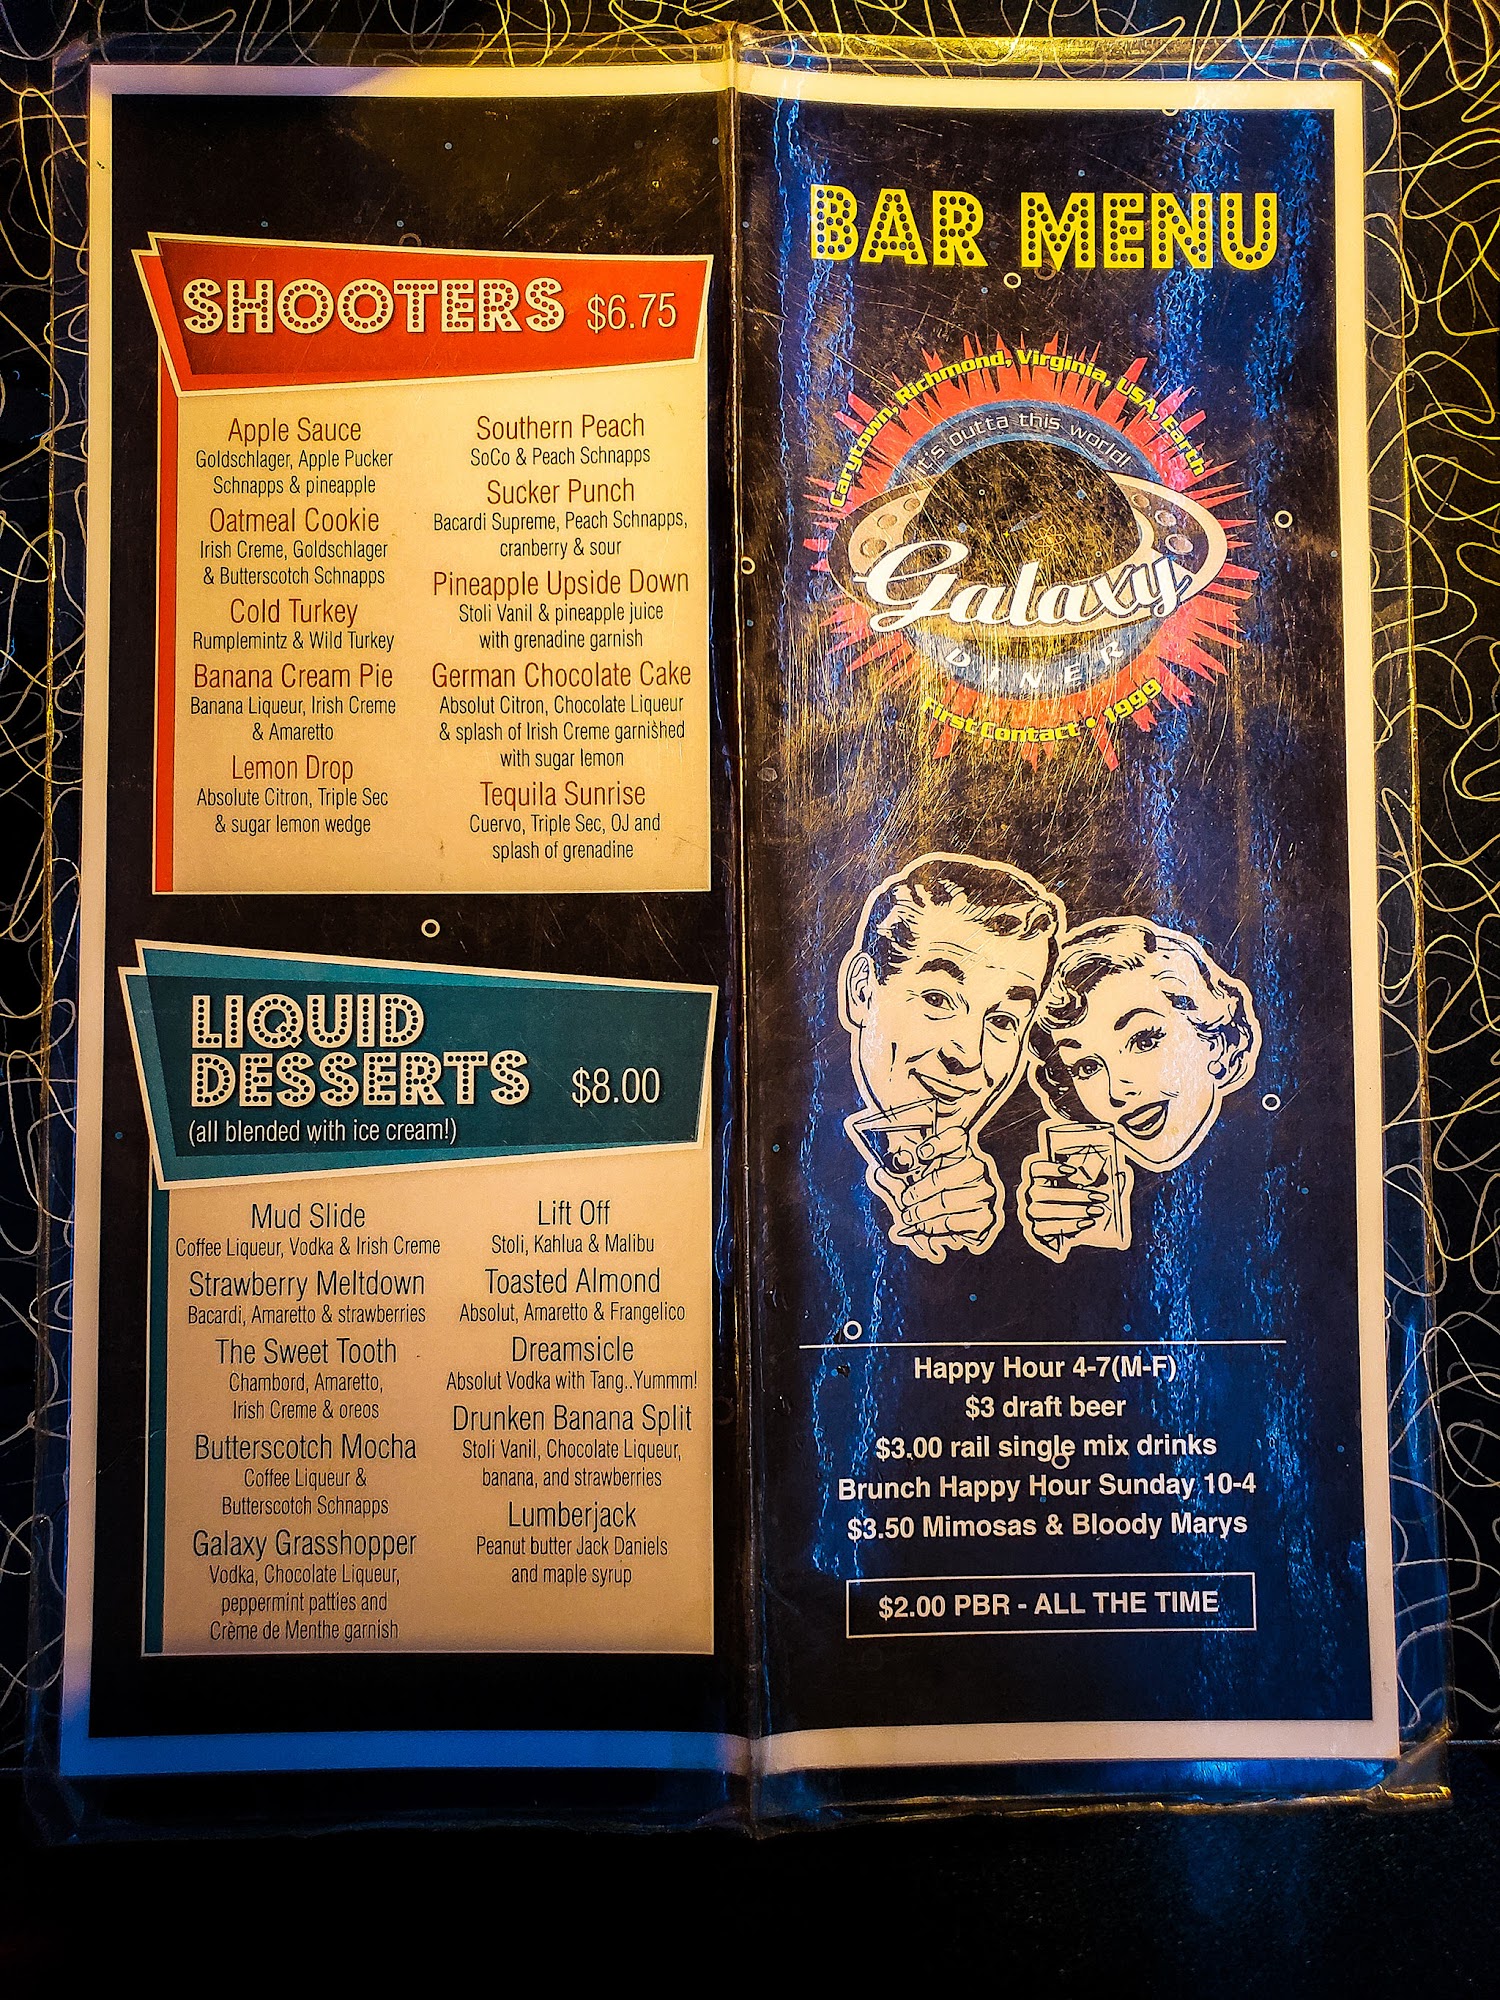 SHOOTERS $6.75
Apple Sauce
Goldschlager, Apple Pucker
Schnapps & pineapple
Oatmeal Cookie
Irish Creme, Goldschlager
& Butterscotch Schnapps
Cold Turkey
Rumplemintz & Wild Turkey
Banana Cream Pie
Banana Liqueur, Irish Creme
& Amaretto
Lemon Drop
Absolute Citron, Triple Sec
& sugar lemon wedge
Southern Peach
SoCo & Peach Schnapps
Sucker Punch
Bacardi Supreme, Peach Schnapps,
cranberry & sour
Pineapple Upside Down
Stoli Vanil & pineapple juice
with grenadine garnish
German Chocolate Cake
Absolut Citron, Chocolate Liqueur
& splash of Irish Creme garnished
with sugar lemon
Tequila Sunrise
Cuervo, Triple Sec, OJ and
splash of grenadine
LIQUID
DESSERTS $8.00
(all blended with ice cream!)
Mud Slide
Coffee Liqueur, Vodka & Irish Creme
Strawberry Meltdown
Bacardi, Amaretto & strawberries
The Sweet Tooth
Chambord, Amaretto,
Irish Creme & oreos
Butterscotch Mocha
Coffee Liqueur &
Butterscotch Schnapps
Galaxy Grasshopper
Vodka, Chocolate Liqueur,
peppermint patties and
Crème de Menthe garnish
Lift Off
Stoli, Kahlua & Malibu
Toasted Almond
Absolut, Amaretto & Frangelico
Dreamsicle
Absolut Vodka with Tang..Yummm!
Drunken Banana Split
Stoli Vanil, Chocolate Liqueur,
banana, and strawberries
Lumberjack
Peanut butter Jack Daniels
and maple syrup
BAR MENU
Carytown, Richmond, Virginia, USA, Earth
it's outta this world!
Galaxy
DINER
First Contact • 1999
Happy Hour 4-7(M-F)
$3 draft beer
$3.00 rail single mix drinks
Brunch Happy Hour Sunday 10-4
$3.50 Mimosas & Bloody Marys
$2.00 PBR - ALL THE TIME